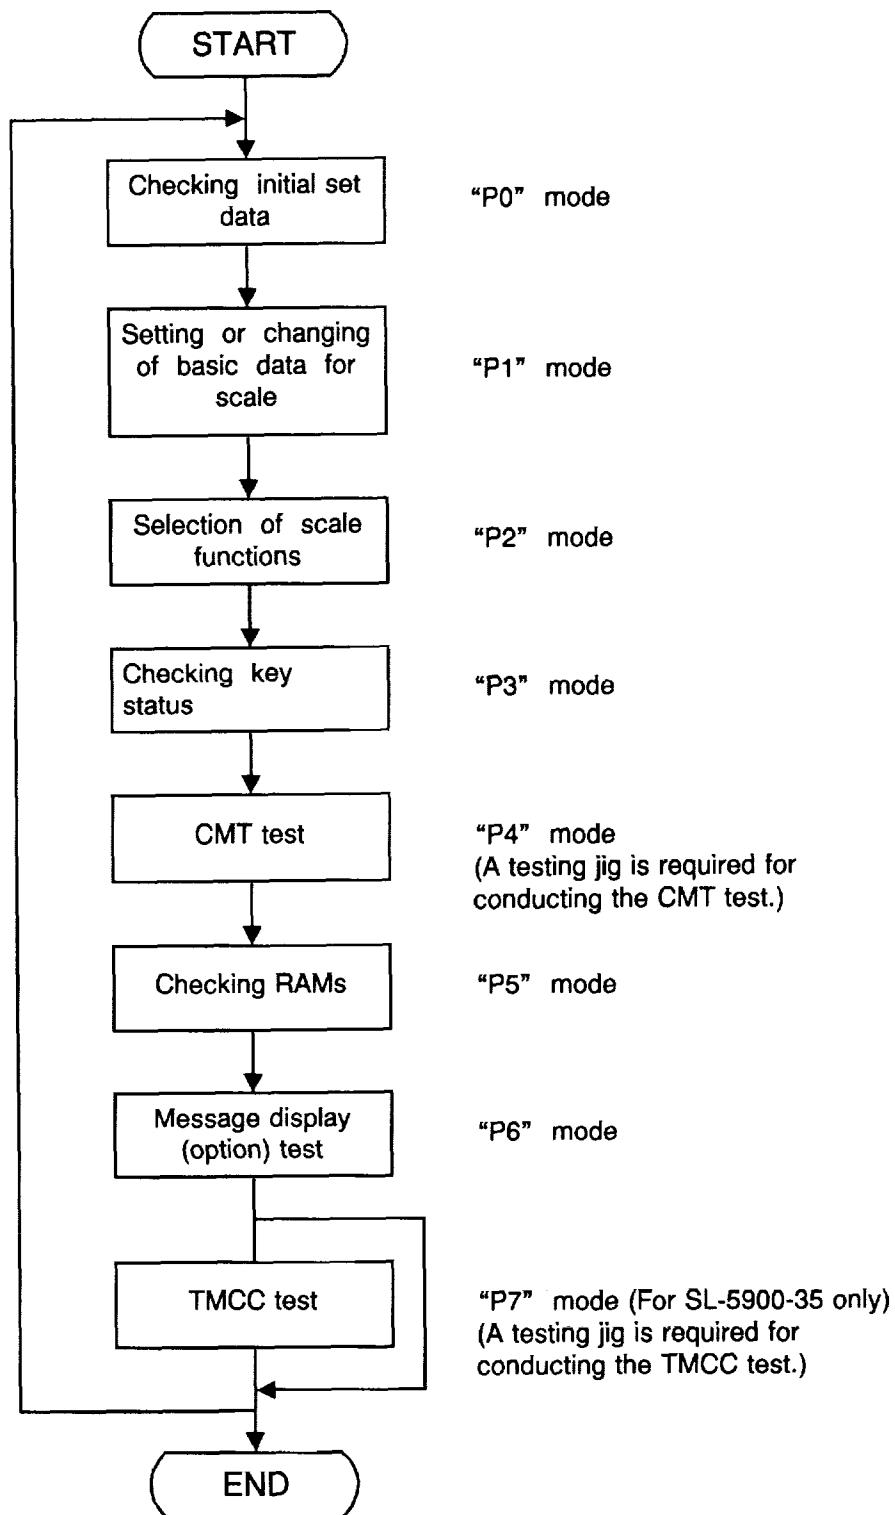 START
Checking initial set
data
“P0” mode
Setting or changing
of basic data for
scale
“P1” mode
Selection of scale
functions
“P2” mode
Checking key
status
“P3” mode
CMT test
“P4” mode
(A testing jig is required for
conducting the CMT test.)
Checking RAMs
“P5” mode
Message display
(option) test
“P6” mode
TMCC test
“P7” mode (For SL-5900-35 only)
(A testing jig is required for
conducting the TMCC test.)
END